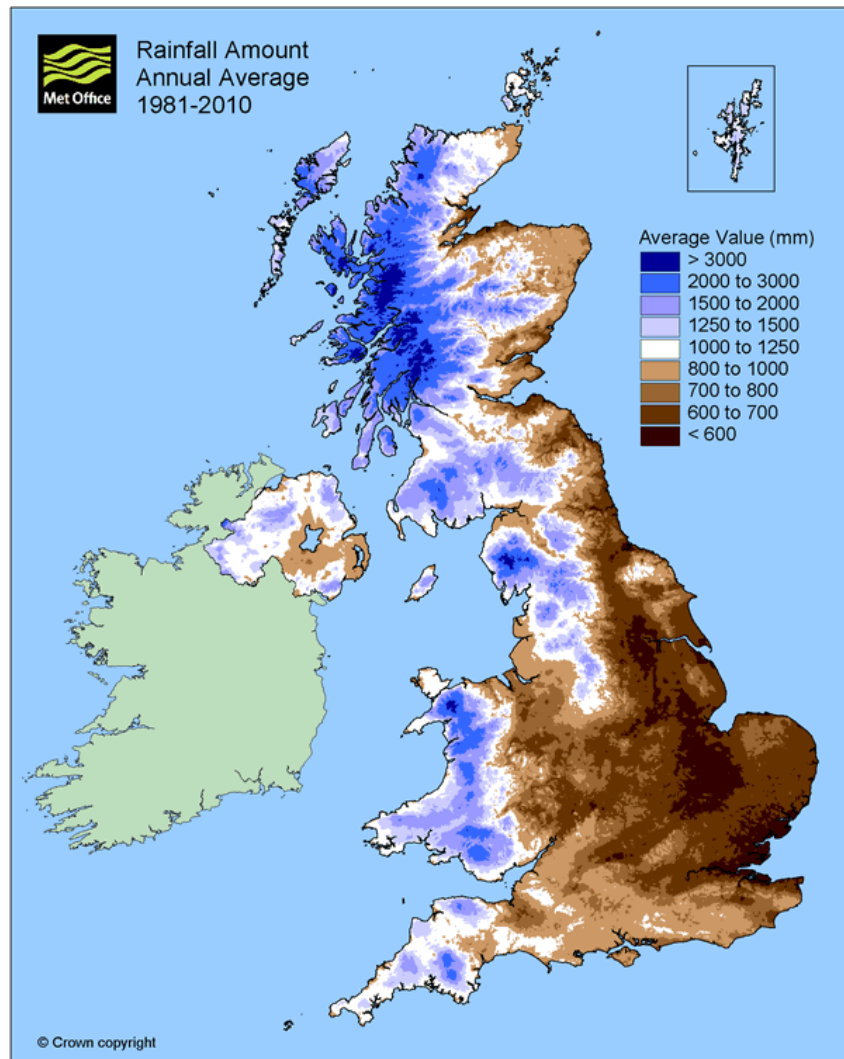 Met Office
Rainfall Amount
Annual Average
1981-2010
Average Value (mm)
> 3000
2000 to 3000
1500 to 2000
1250 to 1500
1000 to 1250
800 to 1000
700 to 800
600 to 700
< 600
© Crown copyright